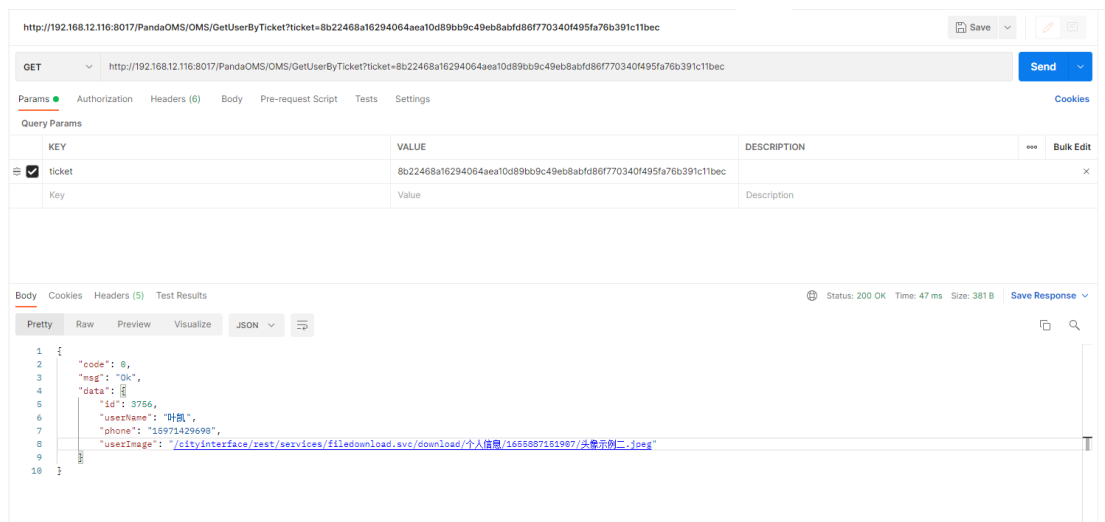 http://192.168.12.116:8017/PandaOMS/OMS/GetUserByTicket?ticket=8b22468a16294064aea10d89bb9c49eb8abfd86f770340f495fa76b391c11bec
Save
GET http://192.168.12.116:8017/PandaOMS/OMS/GetUserByTicket?ticket=8b22468a16294064aea10d89bb9c49eb8abfd86f770340f495fa76b391c11bec Send
Params Authorization Headers (6) Body Pre-request Script Tests Settings Cookies
Query Params
KEY VALUE DESCRIPTION ooo Bulk Edit
ticket 8b22468a16294064aea10d89bb9c49eb8abfd86f770340f495fa76b391c11bec
Key Value Description
Body Cookies Headers (5) Test Results Status: 200 OK Time: 47 ms Size: 381 B Save Response
Pretty Raw Preview Visualize JSON
1 {
2 "code": 0,
3 "msg": "Ok",
4 "data": {
5 "id": 3756,
6 "userName": "叶凯",
7 "phone": "15971429698",
8 "userImage": "/cityinterface/rest/services/filedownload.svc/download/个人信息/1655887151907/头像示例二.jpeg"
9 }
10 }